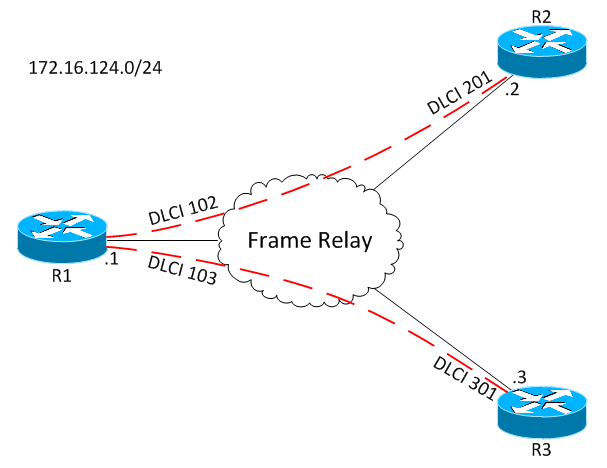 R2
172.16.124.0/24
DLCI 201
.2
DLCI 102
Frame Relay
.1
R1
DLCI 103
DLCI 301
.3
R3